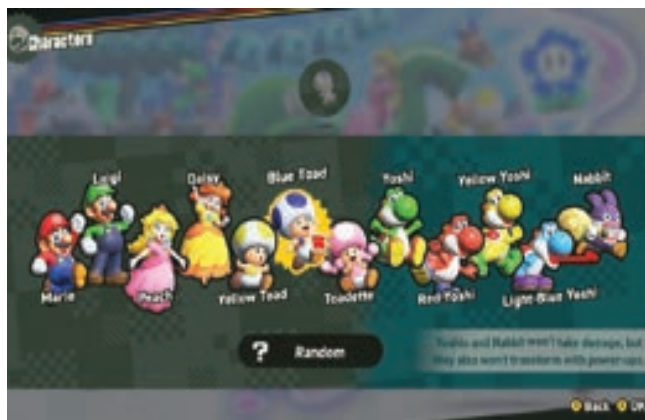 Characters
Luigi
Daisy
Blue Toad
Yoshi
Yellow Yoshi
Nabbit
Mario
Peach
Yellow Toad
Toadette
Red Yoshi
Light-Blue Yoshi
? Random
Yoshis and Nabbit won't take damage, but
they also won't transform with power-ups.
Back OK